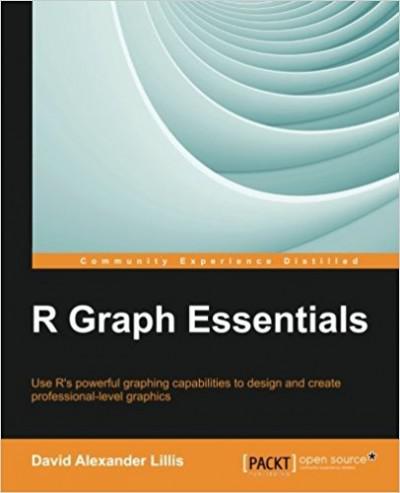 Community Experience Distilled
R Graph Essentials
Use R's powerful graphing capabilities to design and create
professional-level graphics
David Alexander Lillis
[PACKT] open source*
PUBLISHING